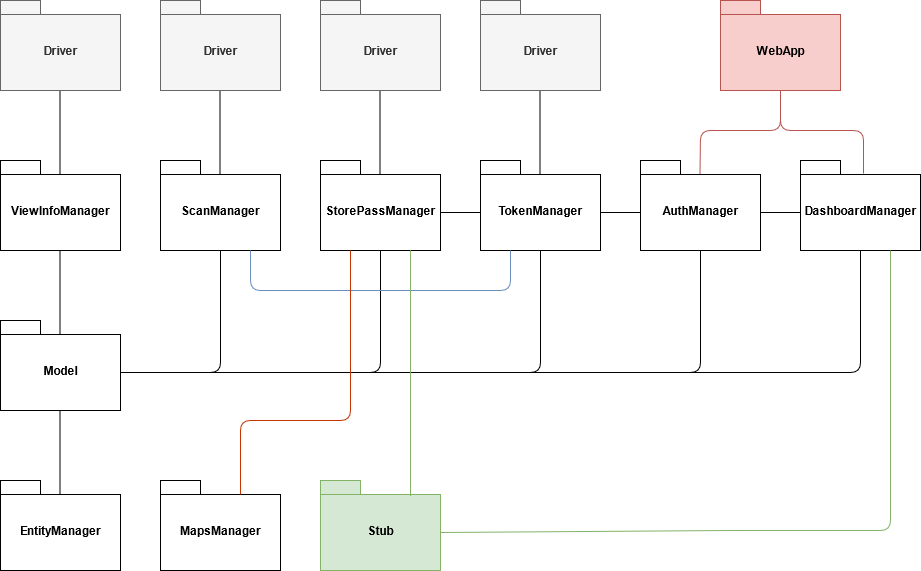 Driver
Driver
Driver
Driver
WebApp
ViewInfoManager
ScanManager
StorePassManager
TokenManager
AuthManager
DashboardManager
Model
EntityManager
MapsManager
Stub